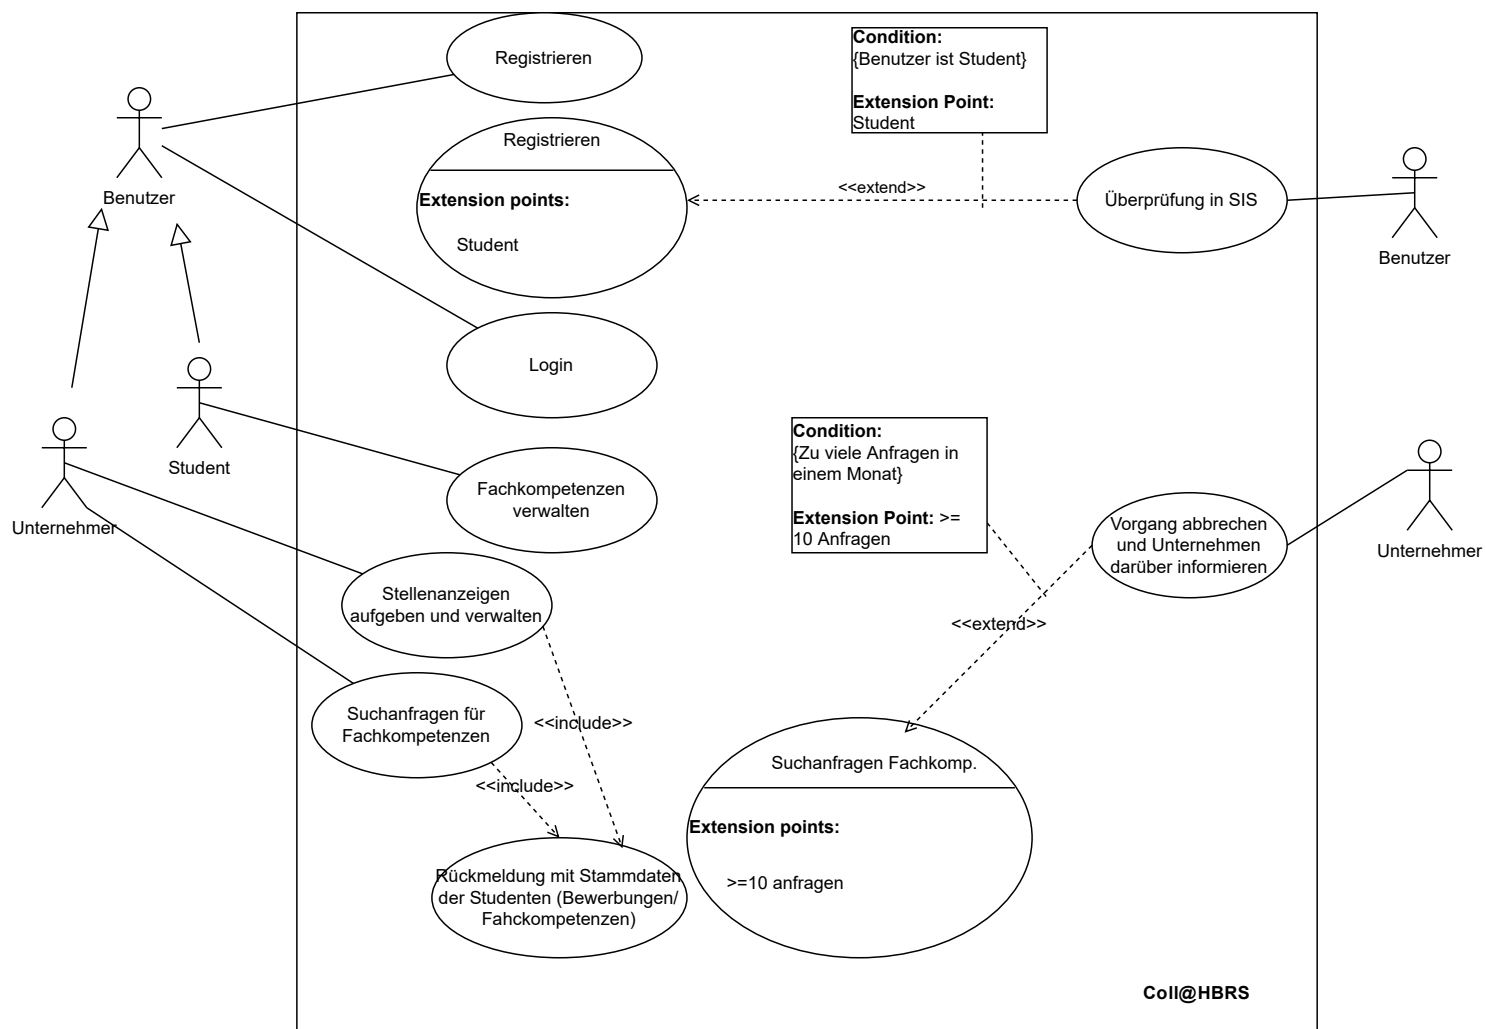 Registrieren
Condition:
{Benutzer ist Student}
Extension Point:
Student
Registrieren
Extension points:
Student
<<extend>>
Überprüfung in SIS
Benutzer
Benutzer
Login
Student
Condition:
{Zu viele Anfragen in
einem Monat}
Extension Point: >=
10 Anfragen
Fachkompetenzen
verwalten
Unternehmer
Vorgang abbrechen
und Unternehmen
darüber informieren
Unternehmer
Stellenanzeigen
aufgeben und verwalten
<<extend>>
Suchanfragen für
Fachkompetenzen
<<include>>
<<include>>
Suchanfragen Fachkomp.
Extension points:
>=10 anfragen
Rückmeldung mit Stammdaten
der Studenten (Bewerbungen/
Fahckompetenzen)
Coll@HBRS